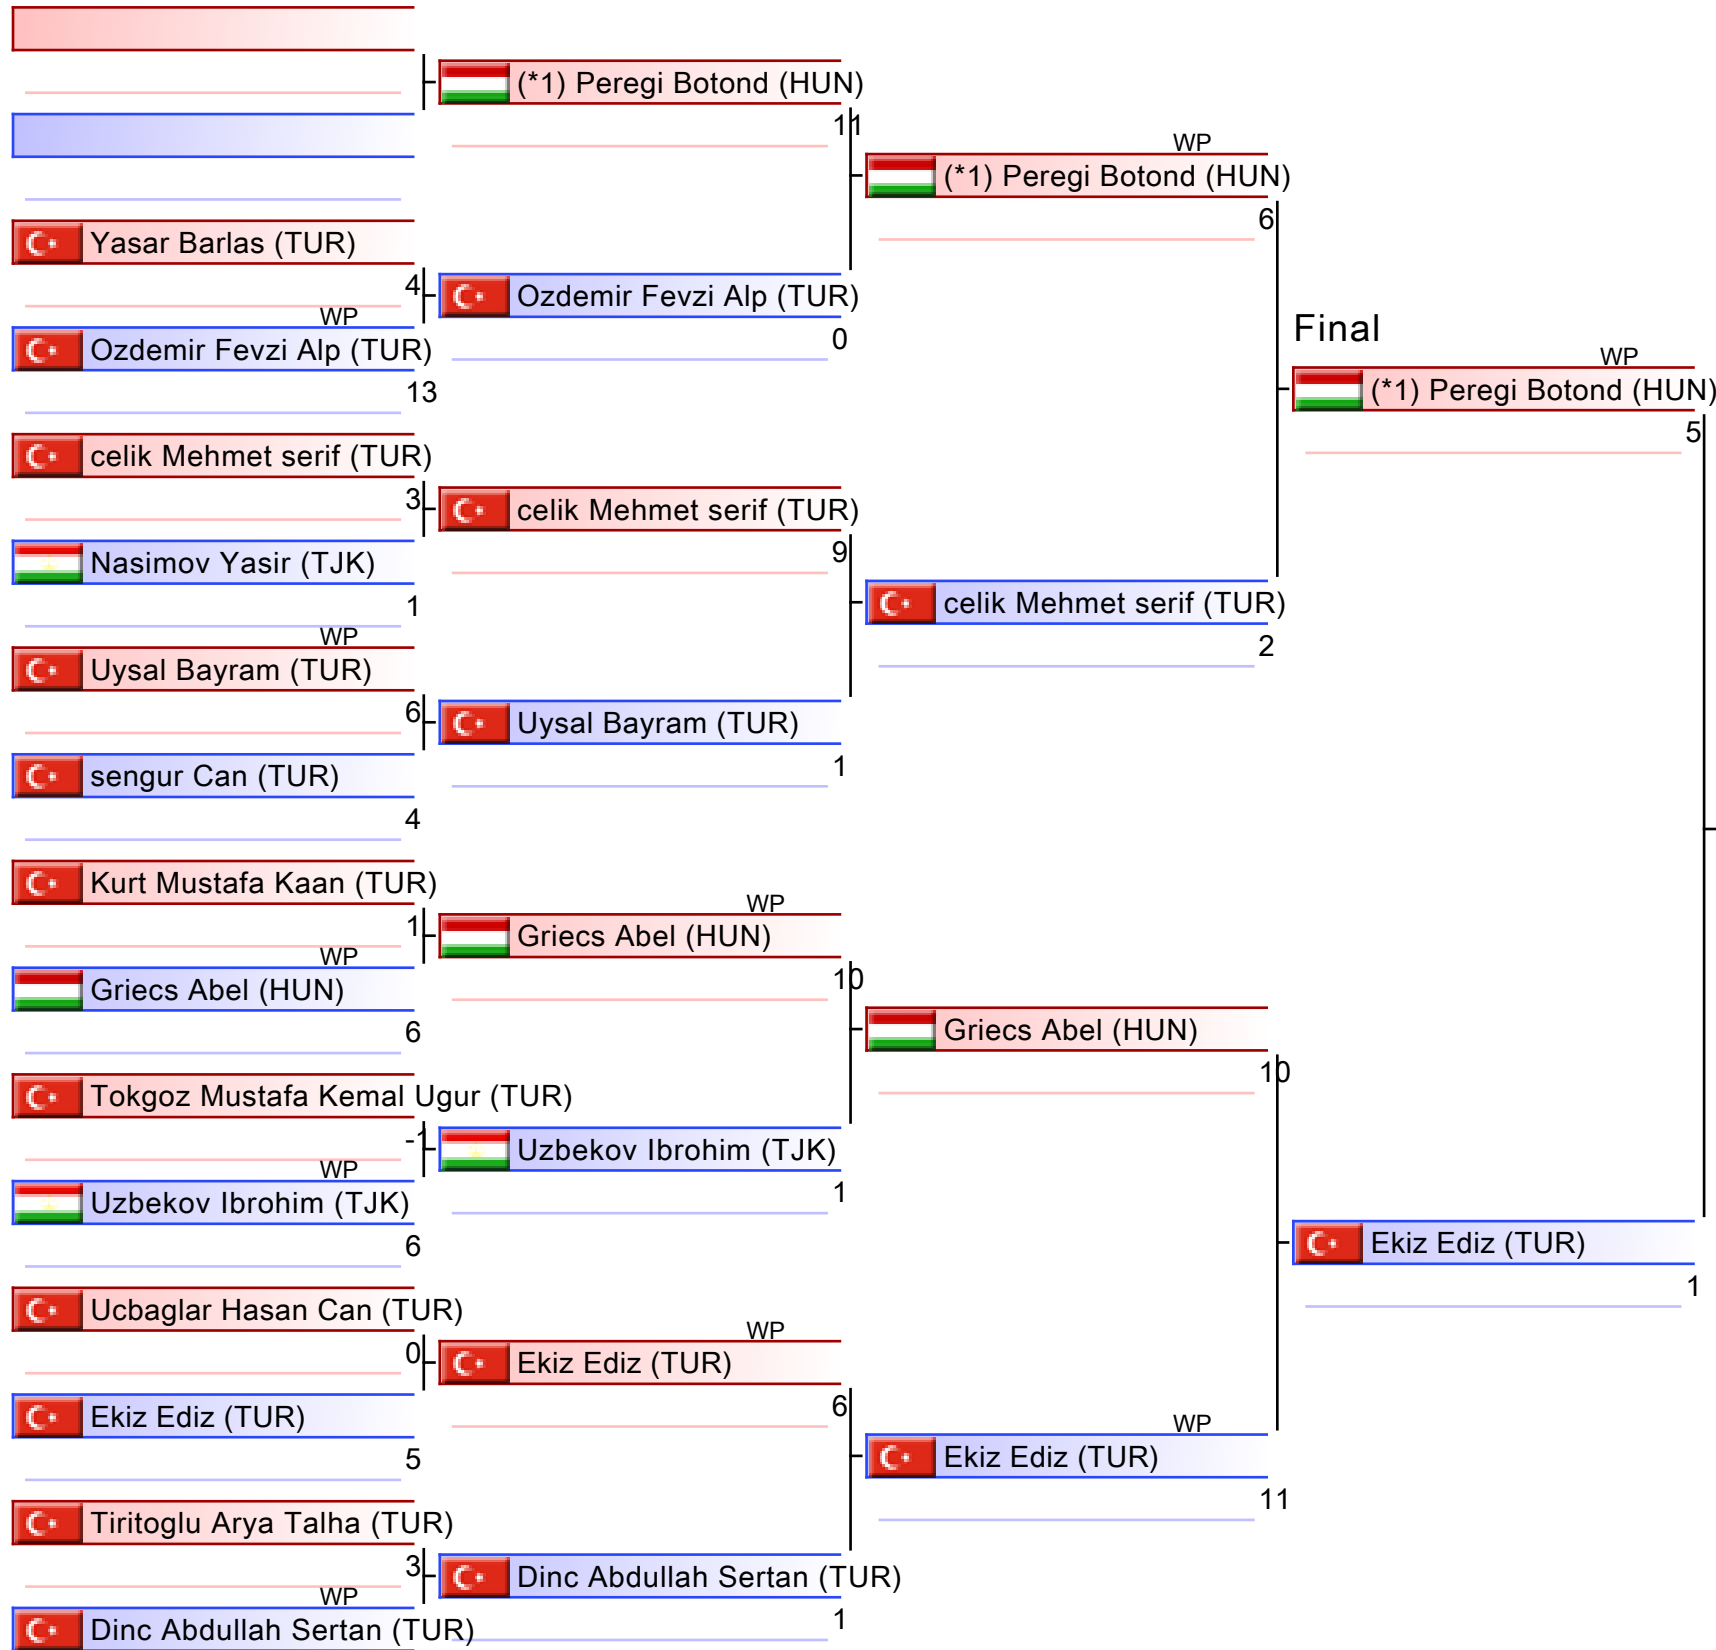 (*1) Peregi Botond (HUN)
11
WP
(*1) Peregi Botond (HUN)
6
Yasar Barlas (TUR)
4
Ozdemir Fevzi Alp (TUR)
0
WP
Ozdemir Fevzi Alp (TUR)
13
Final
WP
(*1) Peregi Botond (HUN)
5
celik Mehmet serif (TUR)
3
celik Mehmet serif (TUR)
9
Nasimov Yasir (TJK)
1
celik Mehmet serif (TUR)
2
WP
Uysal Bayram (TUR)
6
Uysal Bayram (TUR)
1
sengur Can (TUR)
4
Kurt Mustafa Kaan (TUR)
1
WP
Griecs Abel (HUN)
10
WP
Griecs Abel (HUN)
6
Griecs Abel (HUN)
10
Tokgoz Mustafa Kemal Ugur (TUR)
-1
Uzbekov Ibrohim (TJK)
1
WP
Uzbekov Ibrohim (TJK)
6
Ekiz Ediz (TUR)
1
Ucbaglar Hasan Can (TUR)
0
WP
Ekiz Ediz (TUR)
6
Ekiz Ediz (TUR)
5
WP
Ekiz Ediz (TUR)
11
Tiritoglu Arya Talha (TUR)
3
Dinc Abdullah Sertan (TUR)
1
WP
Dinc Abdullah Sertan (TUR)